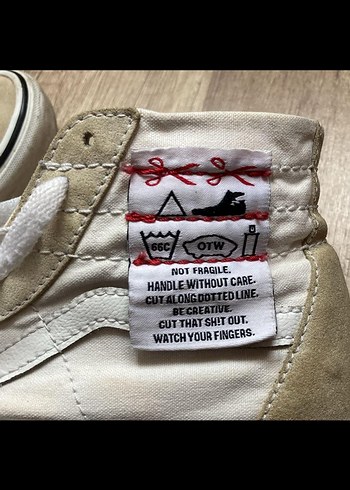 66C OTW
NOT FRAGILE.
HANDLE WITHOUT CARE.
CUT ALONG DOTTED LINE.
BE CREATIVE.
CUT THAT SH!T OUT.
WATCH YOUR FINGERS.